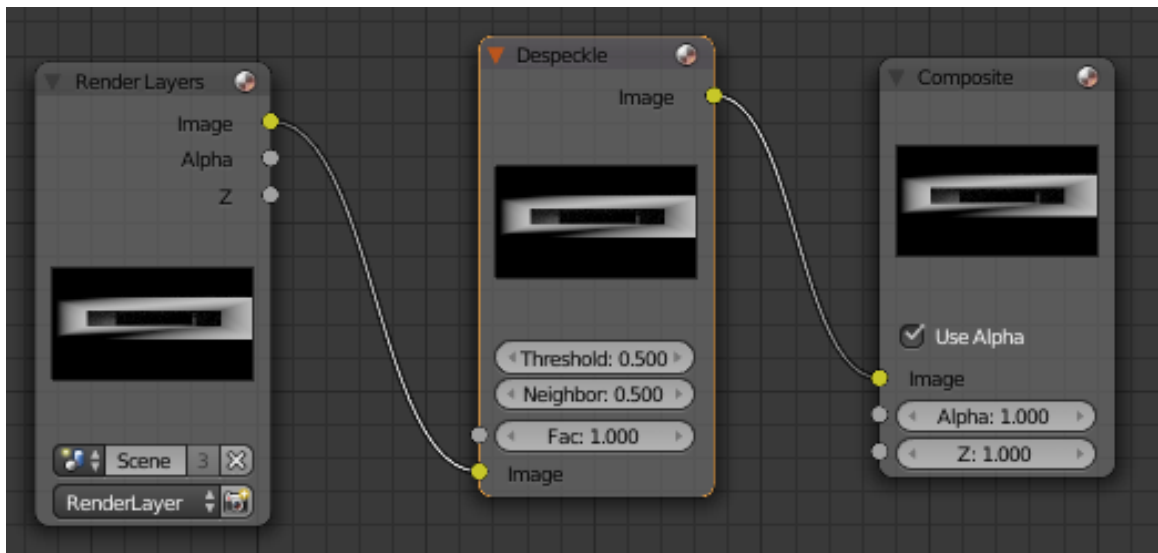 Render Layers
Image
Alpha
Z
Scene 3
RenderLayer
Despeckle
Image
Threshold: 0.500
Neighbor: 0.500
Fac: 1.000
Image
Composite
Use Alpha
Image
Alpha: 1.000
Z: 1.000